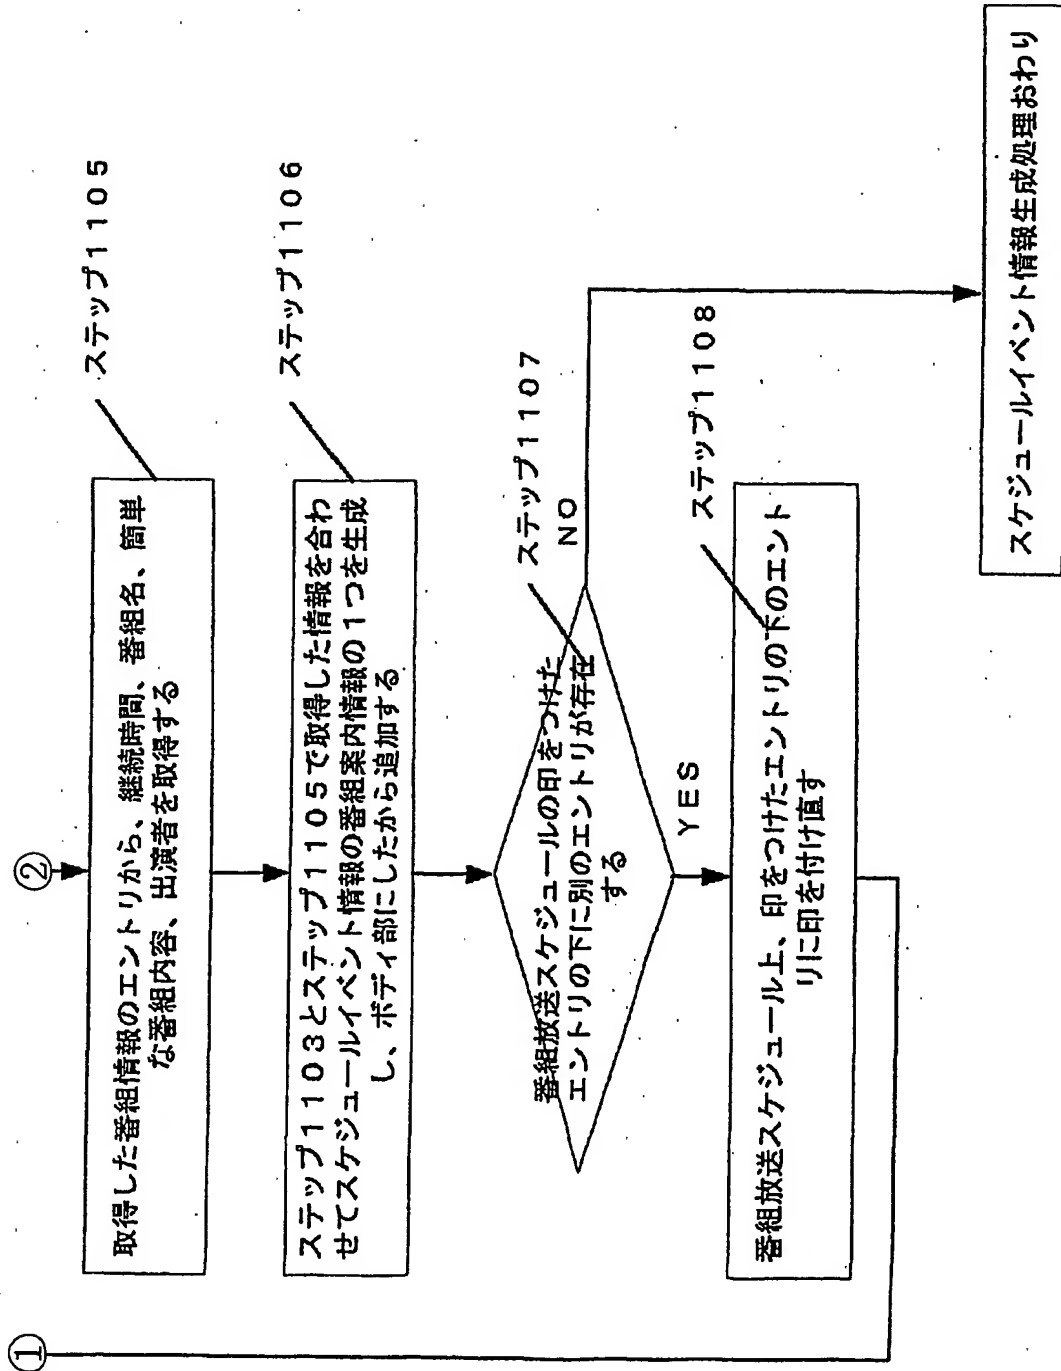 ①
②
取得した番組情報のエントリから、継続時間、番組名、簡単
な番組内容、出演者を取得する
ステップ1105
ステップ1103とステップ1105で取得した情報を合わ
せてスケジュールイベント情報の番組案内情報の1つを生成
し、ボディ部にしたから追加する
ステップ1106
番組放送スケジュールの印をつけた
エントリの下に別のエントリが存在
する
ステップ1107
NO
YES
番組放送スケジュール上、印をつけたエントリの下のエント
リに印を付け直す
ステップ1108
スケジュールイベント情報生成処理おわり